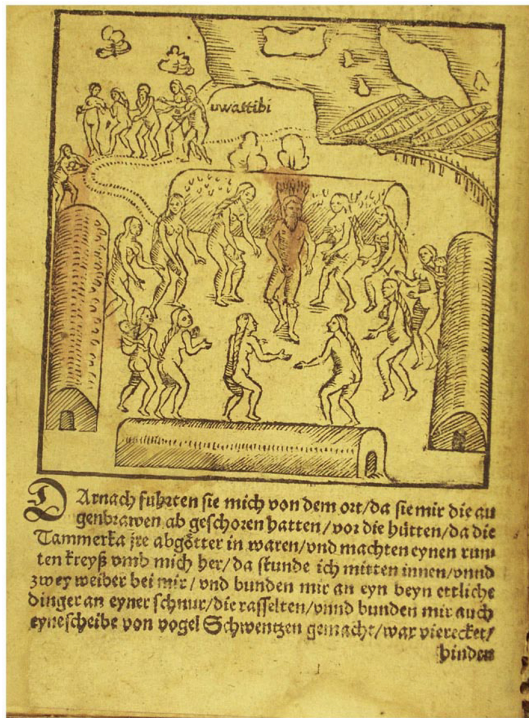 uwattibi
DArnach fuhrten sie mich von dem ort/da sie mir die au
genbrawen ab geschoren hatten/vor die hütten/da die
Tammerka jre abgötter in waren/vnd machten eynen run-
ten kreyß vmb mich her/da stunde ich mitten innen/vnnd
zwey weiber bei mir/vnd bunden mir an eyn beyn ettliche
dinger an eyner schnur/die rasselten/vnnd bunden mir auch
eyne scheibe von vogel Schwentzen gemacht/war vierecket/
hinden